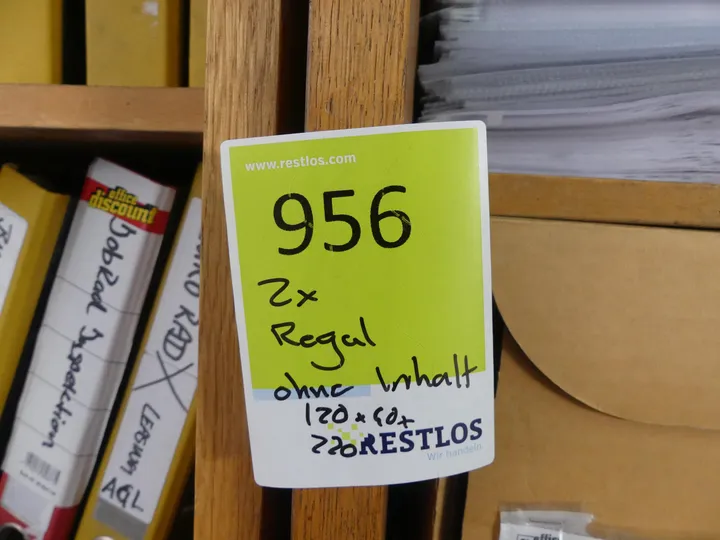 www.restlos.com
956
2x
Regal
ohne Inhalt
120 x 60 x
220
RESTLOS
Wir handeln
office
discount
JobRad Inspektion
LEASING
AGL